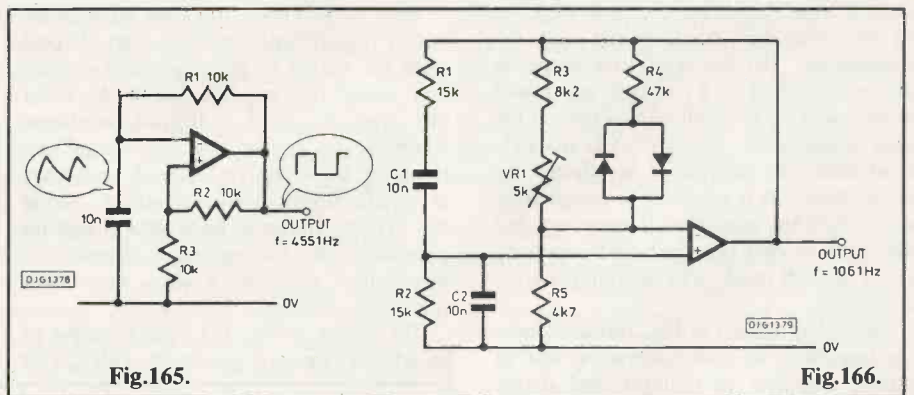 R1 10k
10n
R2 10k
R3
10k
OUTPUT
f = 4551Hz
DJG1378
0V
Fig.165.
R1
15k
R3
8k2
R4
47k
C1
10n
VR1
5k
R2
15k
C2
10n
R5
4k7
OUTPUT
f = 1061Hz
DJG1379
0V
Fig.166.